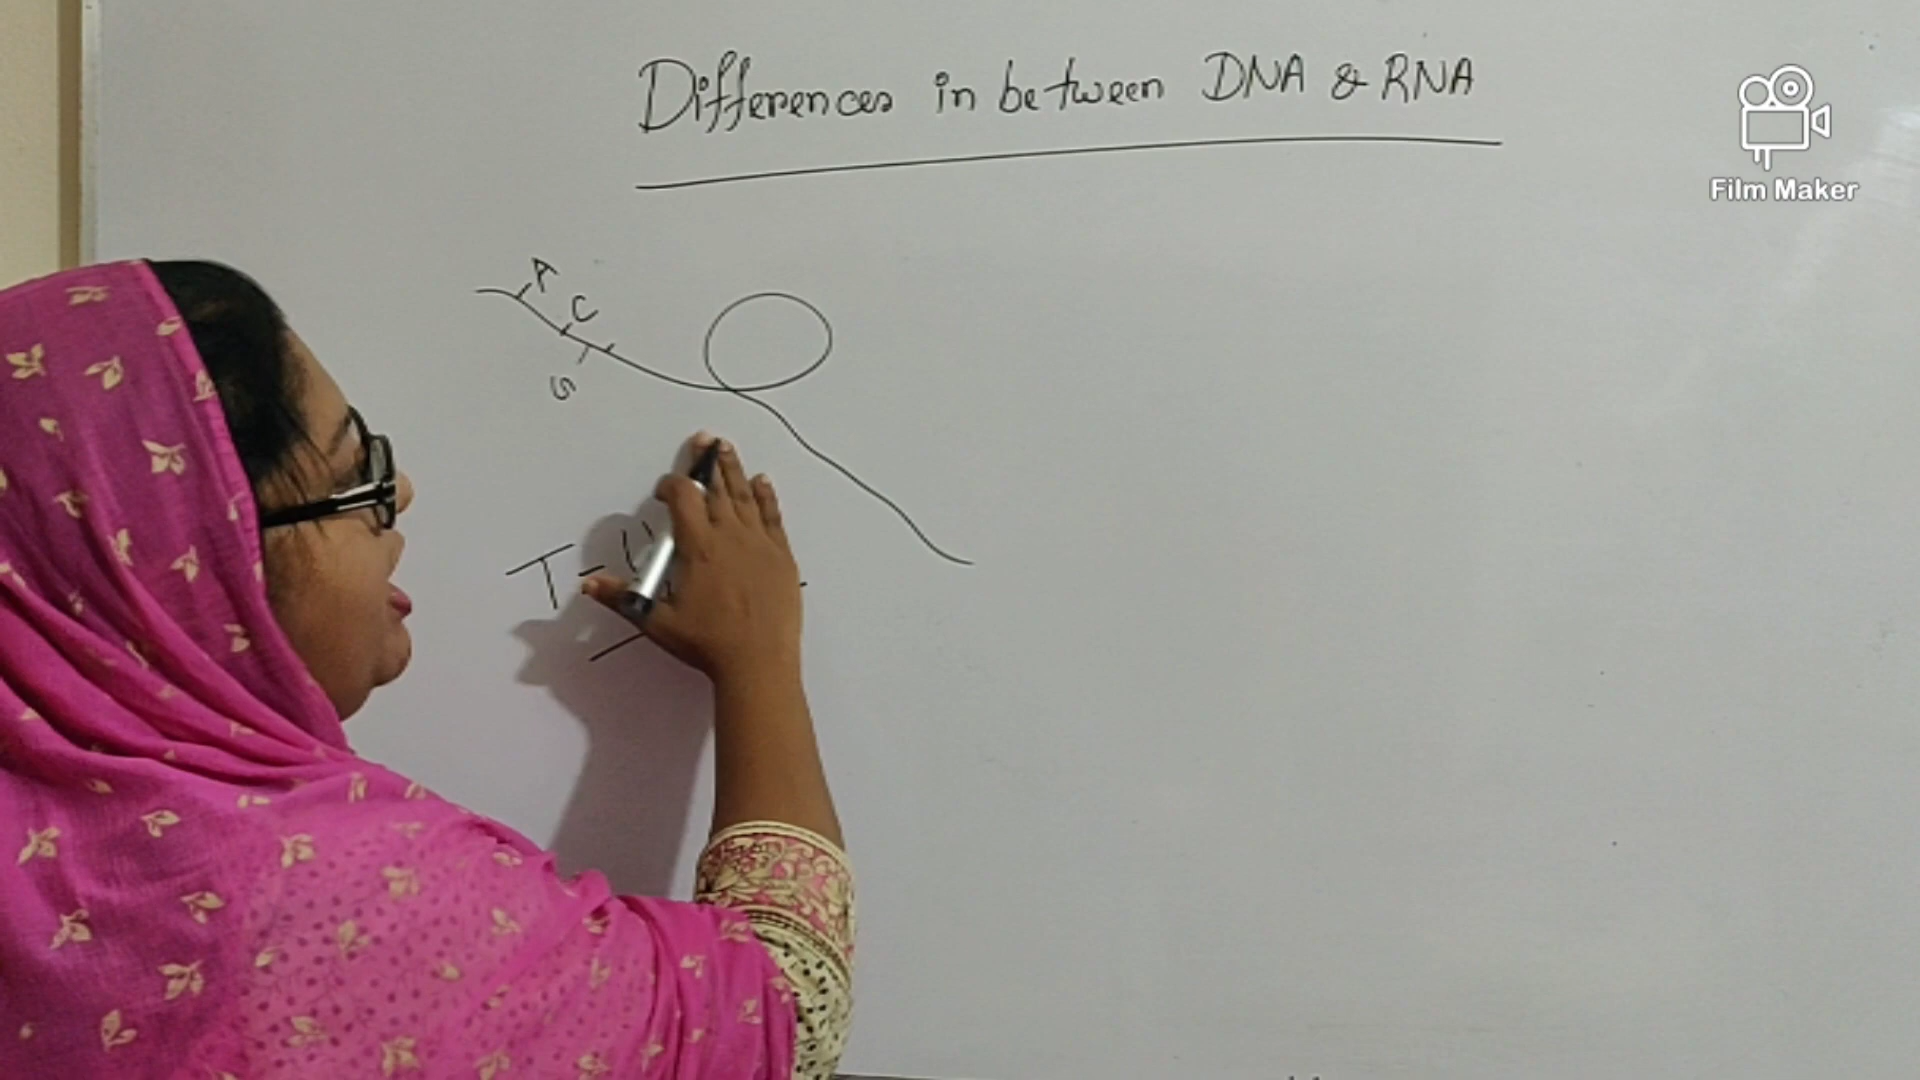 Differences in between DNA & RNA
Film Maker
A
C
S
T - U